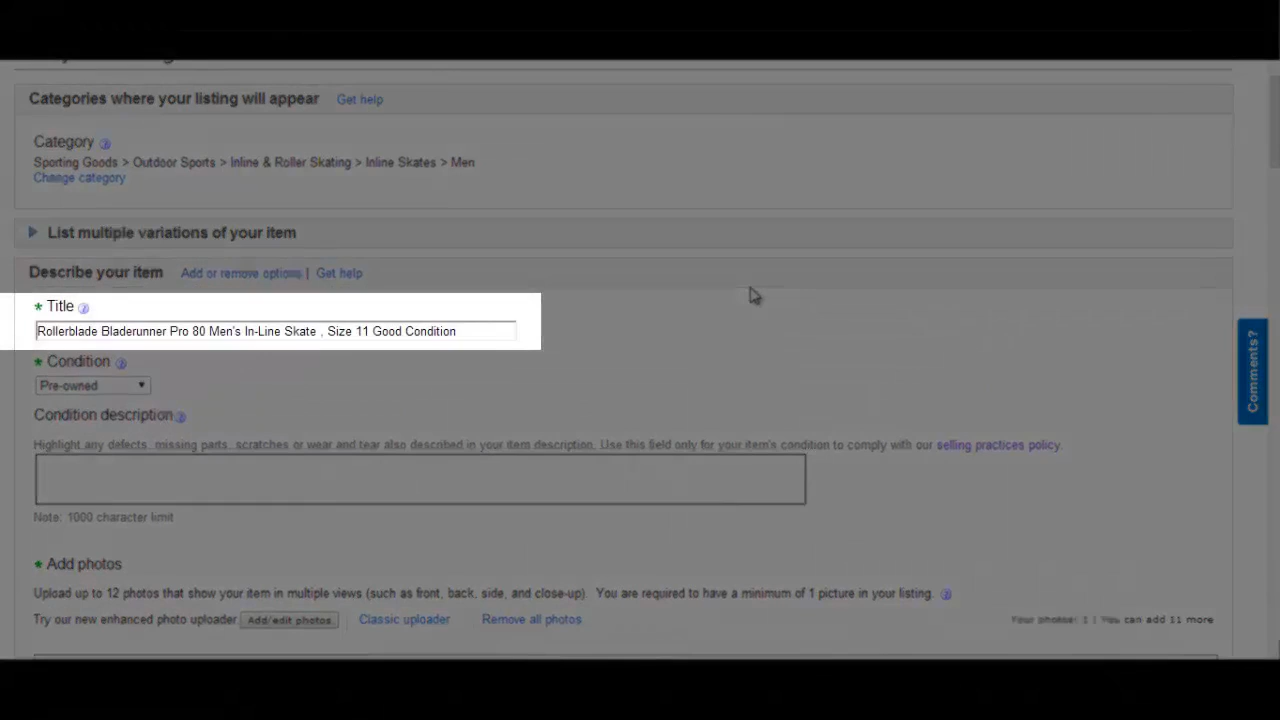 Categories where your listing will appear Get help
Category
Sporting Goods > Outdoor Sports > Inline & Roller Skating > Inline Skates > Men
Change category
List multiple variations of your item
Describe your item Add or remove options | Get help
* Title
Rollerblade Bladerunner Pro 80 Men's In-Line Skate , Size 11 Good Condition
* Condition
Pre-owned
Condition description
Highlight any defects, missing parts, scratches or wear and tear also described in your item description. Use this field only for your item's condition to comply with our selling practices policy.
Note: 1000 character limit
* Add photos
Upload up to 12 photos that show your item in multiple views (such as front, back, side, and close-up). You are required to have a minimum of 1 picture in your listing.
Try our new enhanced photo uploader. Add/edit photos | Classic uploader Remove all photos
Your photos: 1 | You can add 11 more
Comments?